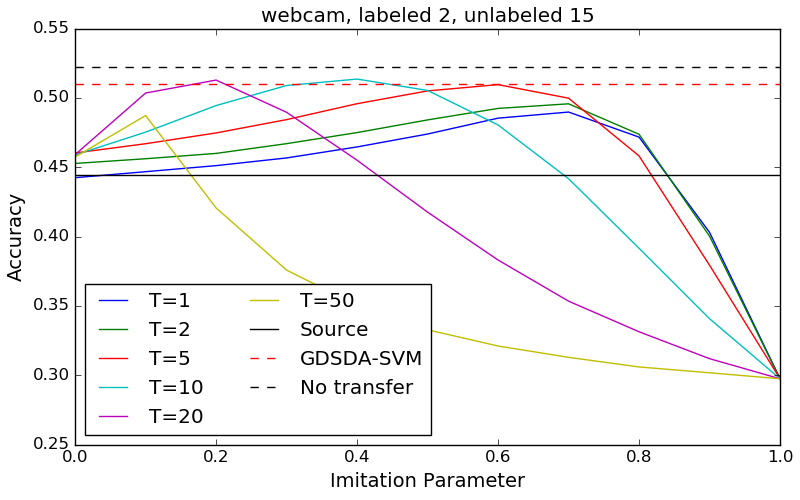 webcam, labeled 2, unlabeled 15
0.55
0.50
0.45
0.40
0.35
0.30
0.25
Accuracy
T=1
T=2
T=5
T=10
T=20
T=50
Source
GDSDA-SVM
No transfer
0.0 0.2 0.4 0.6 0.8 1.0
Imitation Parameter